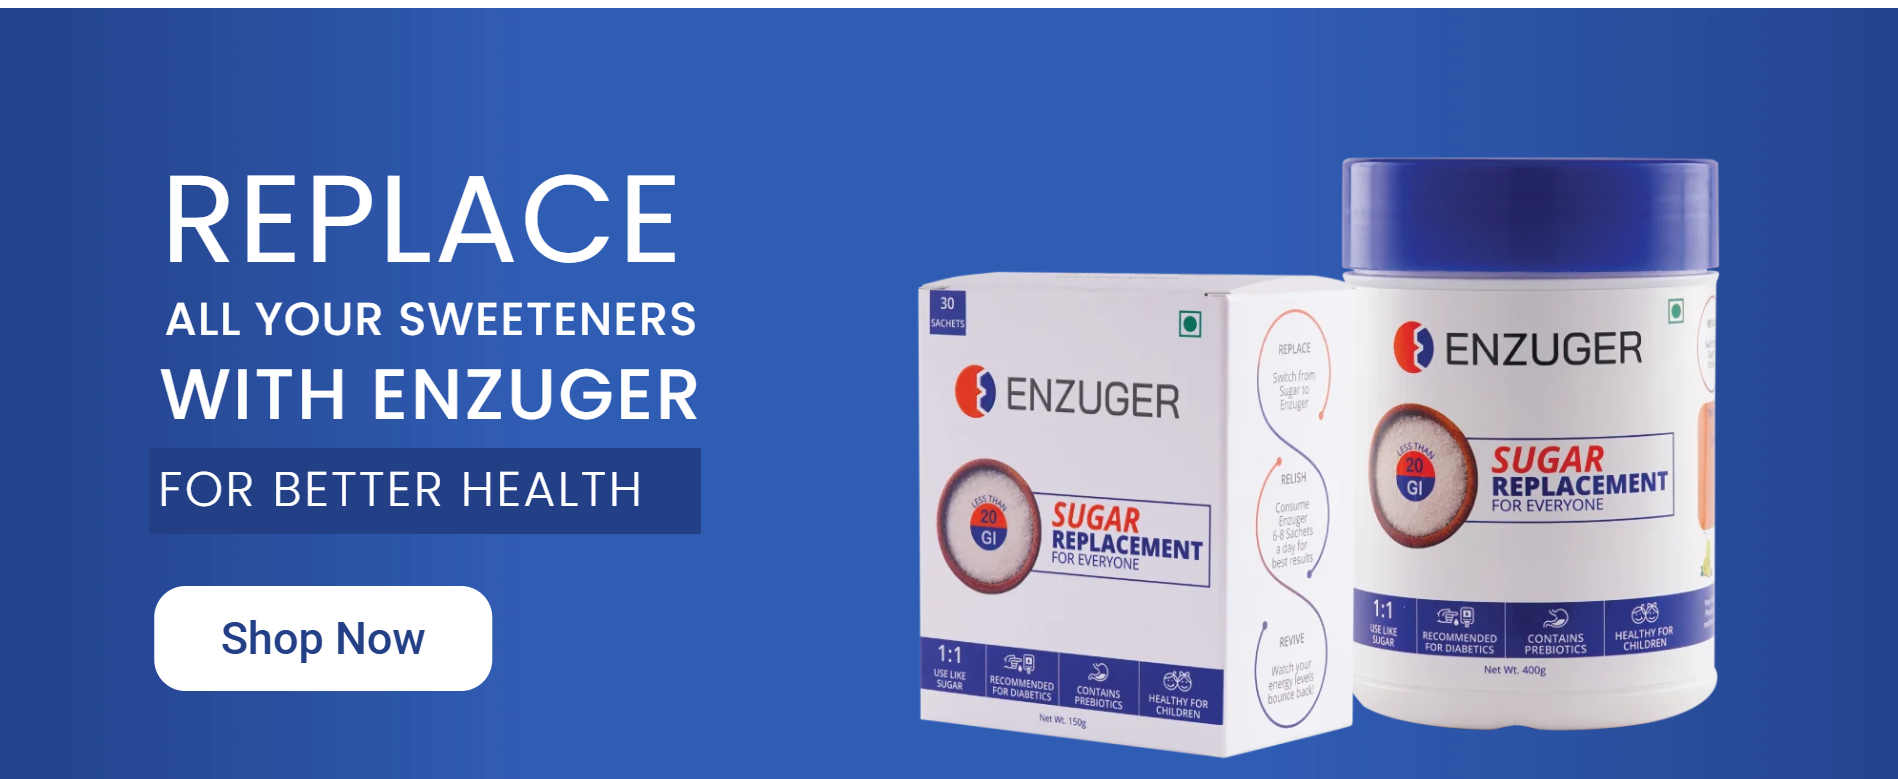 REPLACE
ALL YOUR SWEETENERS
WITH ENZUGER
FOR BETTER HEALTH
Shop Now
30
SACHETS
ENZUGER
LESS THAN
20
GI
SUGAR
REPLACEMENT
FOR EVERYONE
1:1
USE LIKE
SUGAR
RECOMMENDED
FOR DIABETICS
CONTAINS
PREBIOTICS
HEALTHY FOR
CHILDREN
Net Wt. 150g
REPLACE
Switch from
Sugar to
Enzuger
RELISH
Consume
Enzuger
6-8 Sachets
a day for
best results
REVIVE
Watch your
energy levels
bounce back!
ENZUGER
LESS THAN
20
GI
SUGAR
REPLACEMENT
FOR EVERYONE
1:1
USE LIKE
SUGAR
RECOMMENDED
FOR DIABETICS
CONTAINS
PREBIOTICS
HEALTHY FOR
CHILDREN
Net Wt. 400g